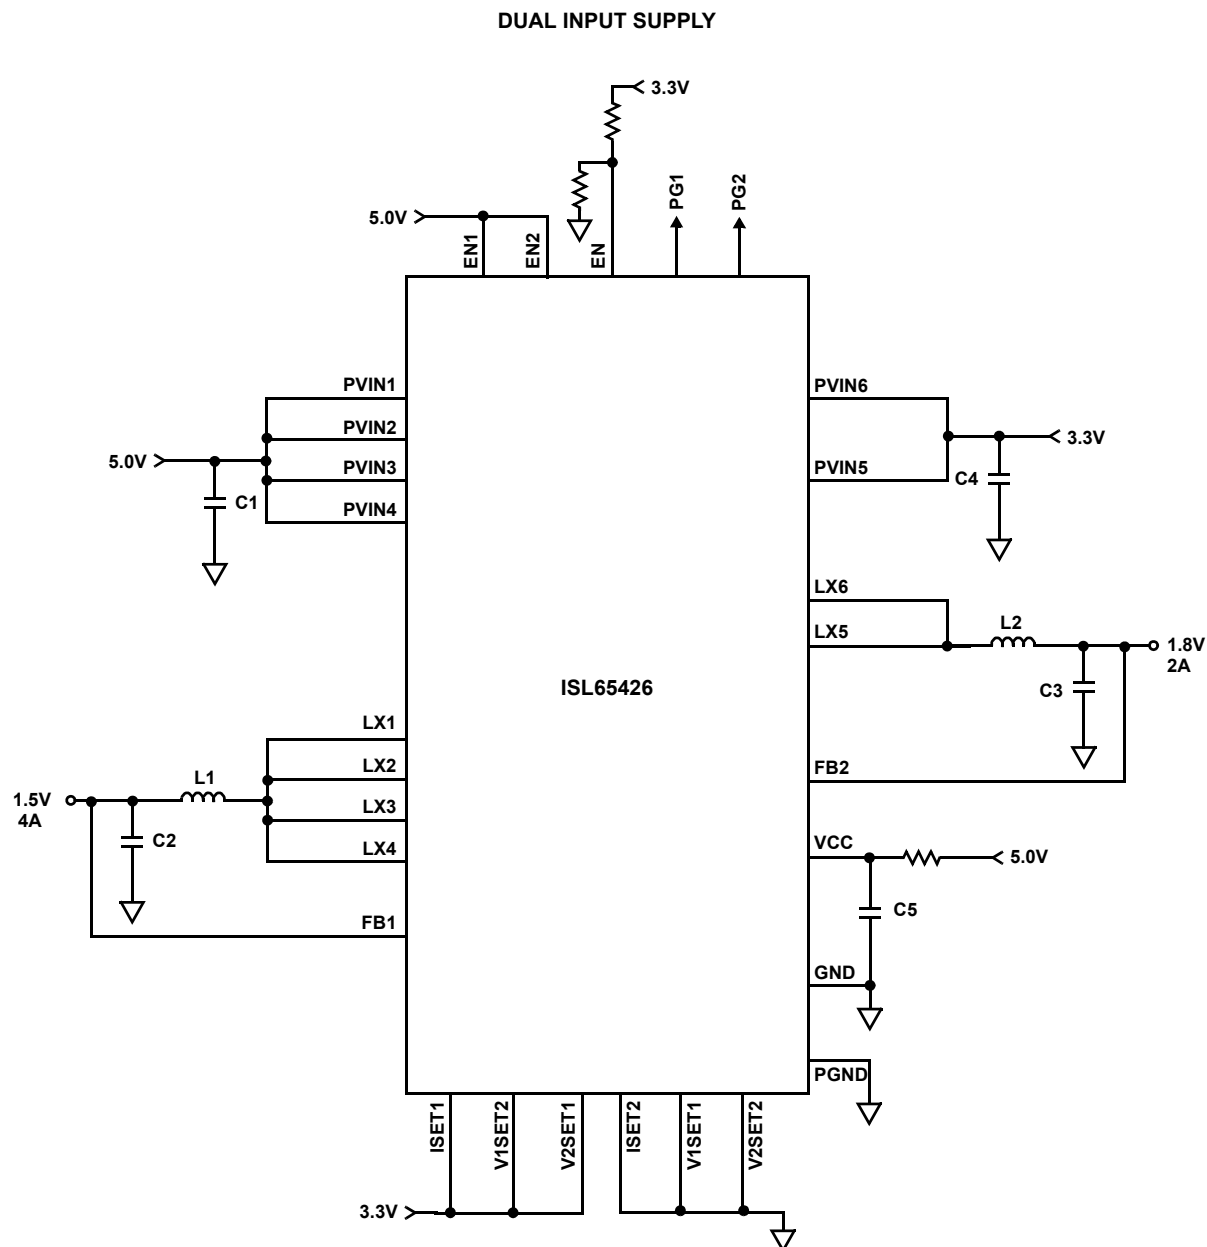 DUAL INPUT SUPPLY
3.3V
PG1
PG2
5.0V
EN1
EN2
EN
PVIN1
PVIN6
PVIN2
5.0V
3.3V
PVIN3
PVIN5
C4
C1
PVIN4
LX6
L2
LX5
1.8V
2A
ISL65426
C3
LX1
LX2
FB2
L1
1.5V
4A
LX3
C2
LX4
VCC
5.0V
C5
FB1
GND
PGND
ISET1
V1SET2
V2SET1
ISET2
V1SET1
V2SET2
3.3V